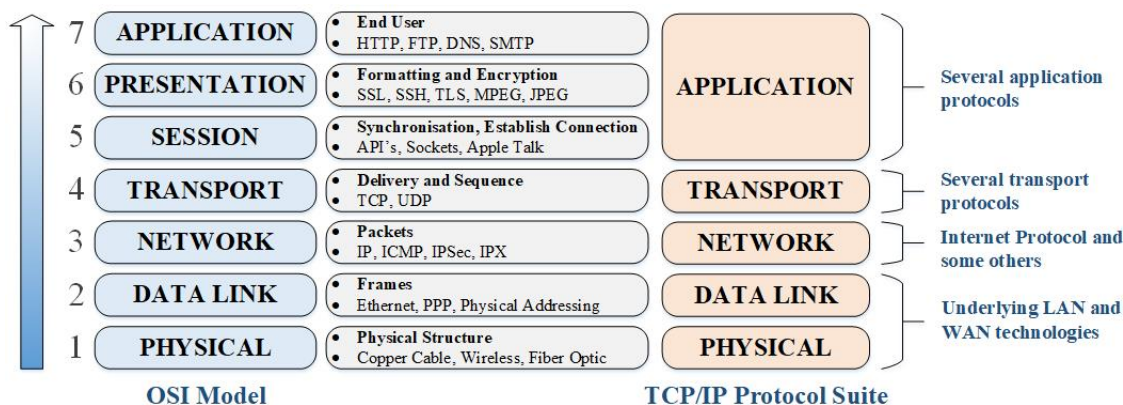 7 APPLICATION
• End User
• HTTP, FTP, DNS, SMTP
6 PRESENTATION
• Formatting and Encryption
• SSL, SSH, TLS, MPEG, JPEG
5 SESSION
• Synchronisation, Establish Connection
• API's, Sockets, Apple Talk
4 TRANSPORT
• Delivery and Sequence
• TCP, UDP
3 NETWORK
• Packets
• IP, ICMP, IPSec, IPX
2 DATA LINK
• Frames
• Ethernet, PPP, Physical Addressing
1 PHYSICAL
• Physical Structure
• Copper Cable, Wireless, Fiber Optic
OSI Model
APPLICATION
TRANSPORT
NETWORK
DATA LINK
PHYSICAL
TCP/IP Protocol Suite
Several application
protocols
Several transport
protocols
Internet Protocol and
some others
Underlying LAN and
WAN technologies